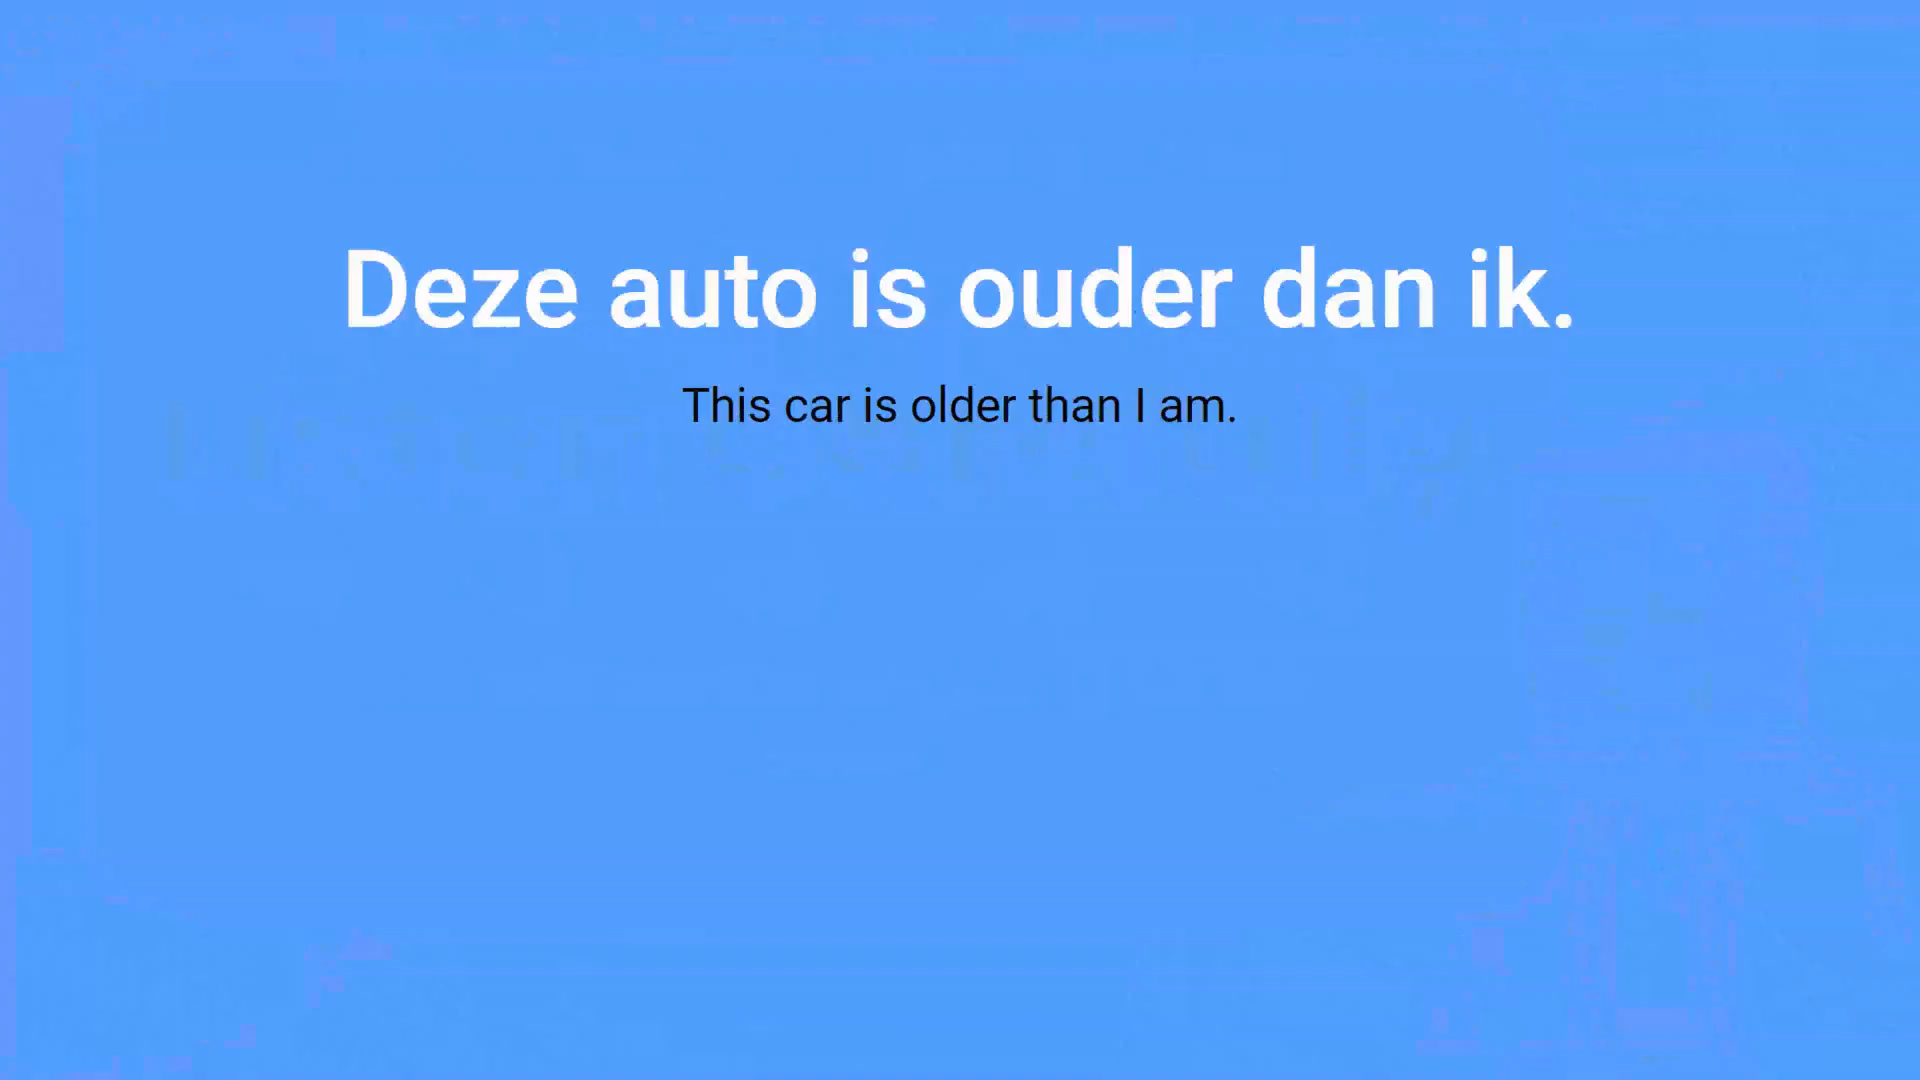 Deze auto is ouder dan ik.
This car is older than I am.